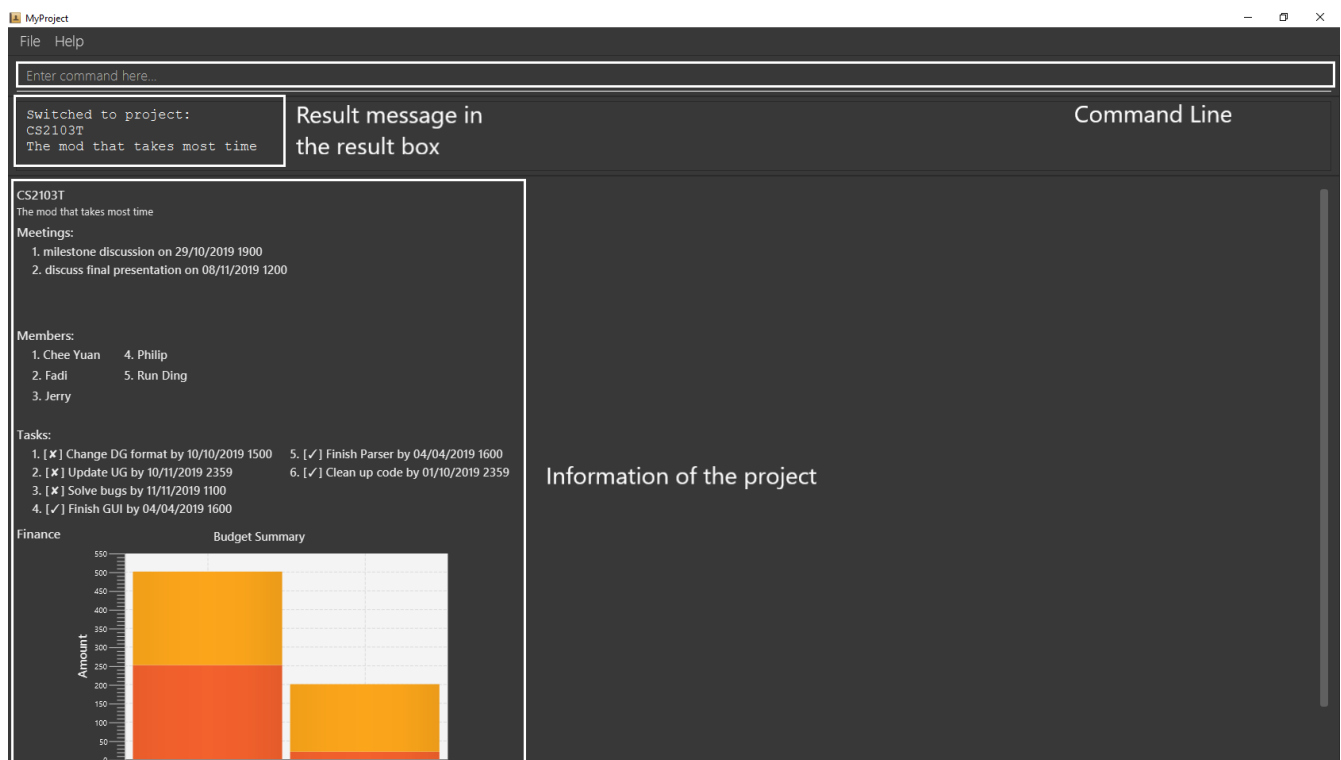 MyProject
File Help
Enter command here...
Switched to project:
CS2103T
The mod that takes most time
Result message in
the result box
Command Line
CS2103T
The mod that takes most time
Meetings:
1. milestone discussion on 29/10/2019 1900
2. discuss final presentation on 08/11/2019 1200
Members:
1. Chee Yuan 4. Philip
2. Fadi 5. Run Ding
3. Jerry
Tasks:
1. [✘] Change DG format by 10/10/2019 1500 5. [✓] Finish Parser by 04/04/2019 1600
2. [✘] Update UG by 10/11/2019 2359 6. [✓] Clean up code by 01/10/2019 2359
3. [✘] Solve bugs by 11/11/2019 1100
4. [✓] Finish GUI by 04/04/2019 1600
Information of the project
Finance
Budget Summary
Amount
550
500
450
400
350
300
250
200
150
100
50
0